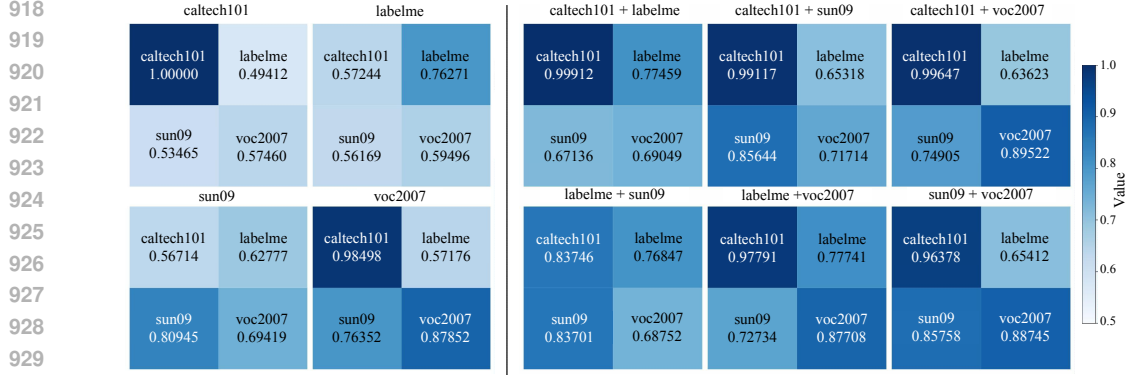 918
919
920
921
922
923
924
925
926
927
928
929
caltech101 labelme caltech101 + labelme caltech101 + sun09 caltech101 + voc2007
caltech101 labelme caltech101 labelme caltech101 labelme caltech101 labelme caltech101 labelme
1.00000 0.49412 0.57244 0.76271 0.99912 0.77459 0.99117 0.65318 0.99647 0.63623
sun09 voc2007 sun09 voc2007 sun09 voc2007 sun09 voc2007 sun09 voc2007
0.53465 0.57460 0.56169 0.59496 0.67136 0.69049 0.85644 0.71714 0.74905 0.89522
sun09 voc2007 labelme + sun09 labelme +voc2007 sun09 + voc2007
caltech101 labelme caltech101 labelme caltech101 labelme caltech101 labelme caltech101 labelme
0.56714 0.62777 0.98498 0.57176 0.83746 0.76847 0.97791 0.77741 0.96378 0.65412
sun09 voc2007 sun09 voc2007 sun09 voc2007 sun09 voc2007 sun09 voc2007
0.80945 0.69419 0.76352 0.87852 0.83701 0.68752 0.72734 0.87708 0.85758 0.88745
1.0
0.9
0.8
0.7
0.6
0.5
Value